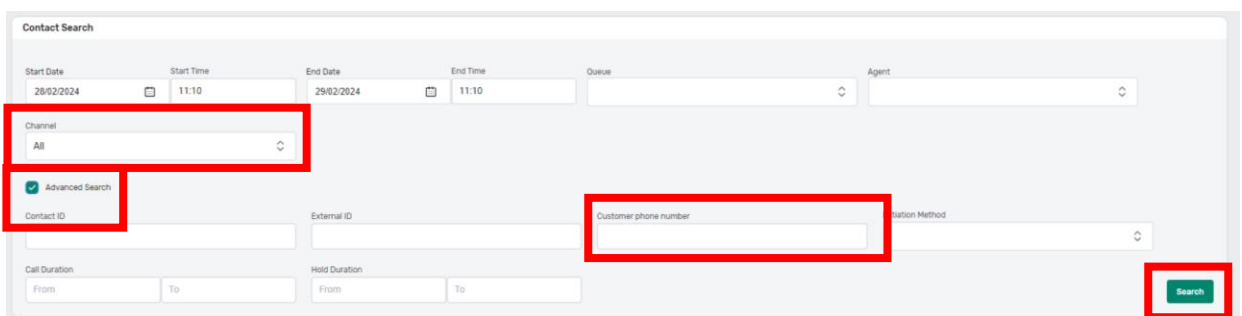 Contact Search
Start Date Start Time End Date End Time Queue Agent
28/02/2024 11:10 29/02/2024 11:10
Channel
All
Advanced Search
Contact ID External ID Customer phone number tiation Method
Call Duration Hold Duration
From To From To
Search